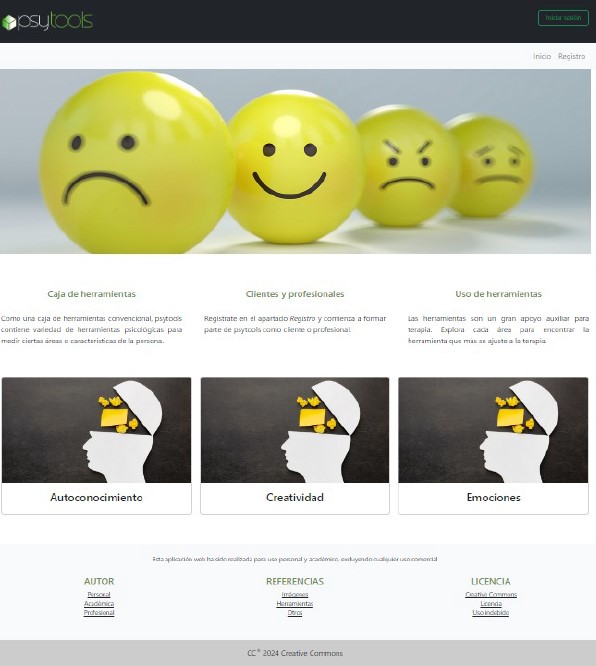 psytools
Iniciar sesión
Inicio Registro
Caja de herramientas
Como una caja de herramientas convencional, psytools
contiene variedad de herramientas psicológicas para
medir ciertas áreas o características de la persona.
Clientes y profesionales
Regístrate en el apartado Registro y comienza a formar
parte de psytools como cliente o profesional.
Uso de herramientas
Las herramientas son un gran apoyo auxiliar para
terapia. Explora cada área para encontrar la
herramienta que más se ajuste a la terapia.
Autoconocimiento
Creatividad
Emociones
Esta aplicación web ha sido realizada para uso personal y académico, excluyendo cualquier uso comercial
AUTOR
Personal
Académica
Profesional
REFERENCIAS
Imágenes
Herramientas
Otros
LICENCIA
Creative Commons
Licencia
Uso indebido
CC® 2024 Creative Commons